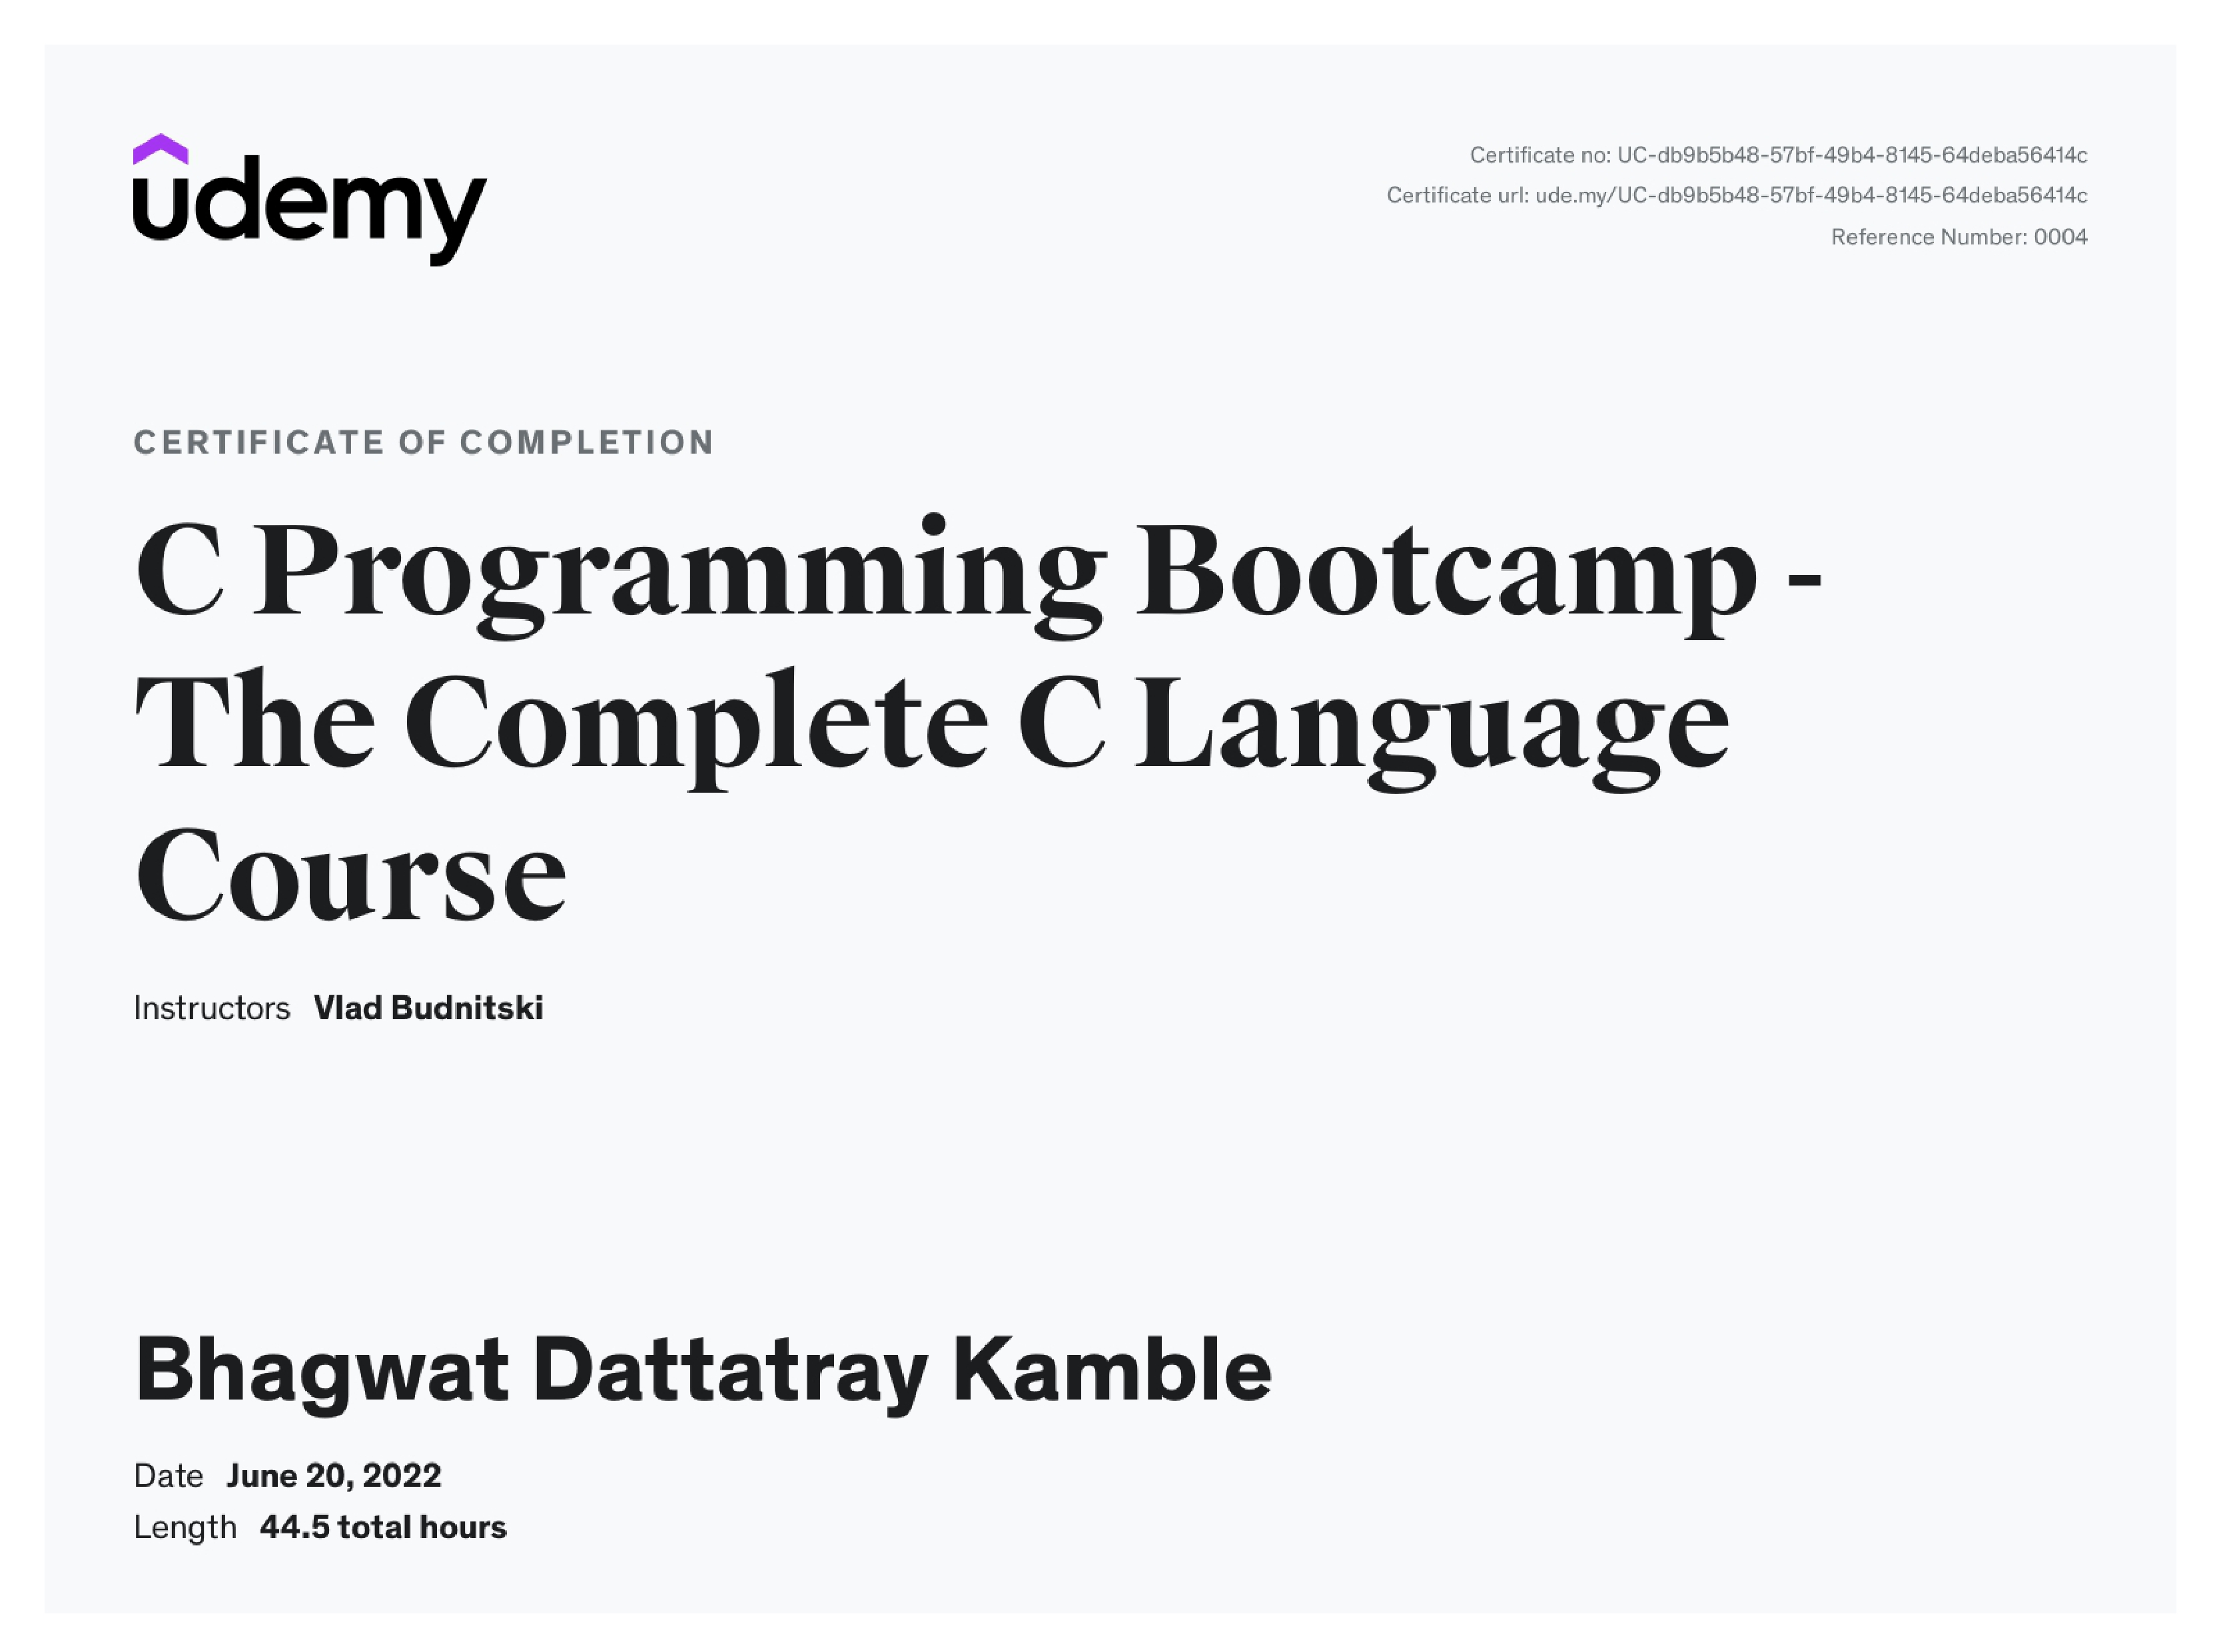 udemy
Certificate no: UC-db9b5b48-57bf-49b4-8145-64deba56414c
Certificate url: ude.my/UC-db9b5b48-57bf-49b4-8145-64deba56414c
Reference Number: 0004
CERTIFICATE OF COMPLETION
C Programming Bootcamp -
The Complete C Language
Course
Instructors Vlad Budnitski
Bhagwat Dattatray Kamble
Date June 20, 2022
Length 44.5 total hours